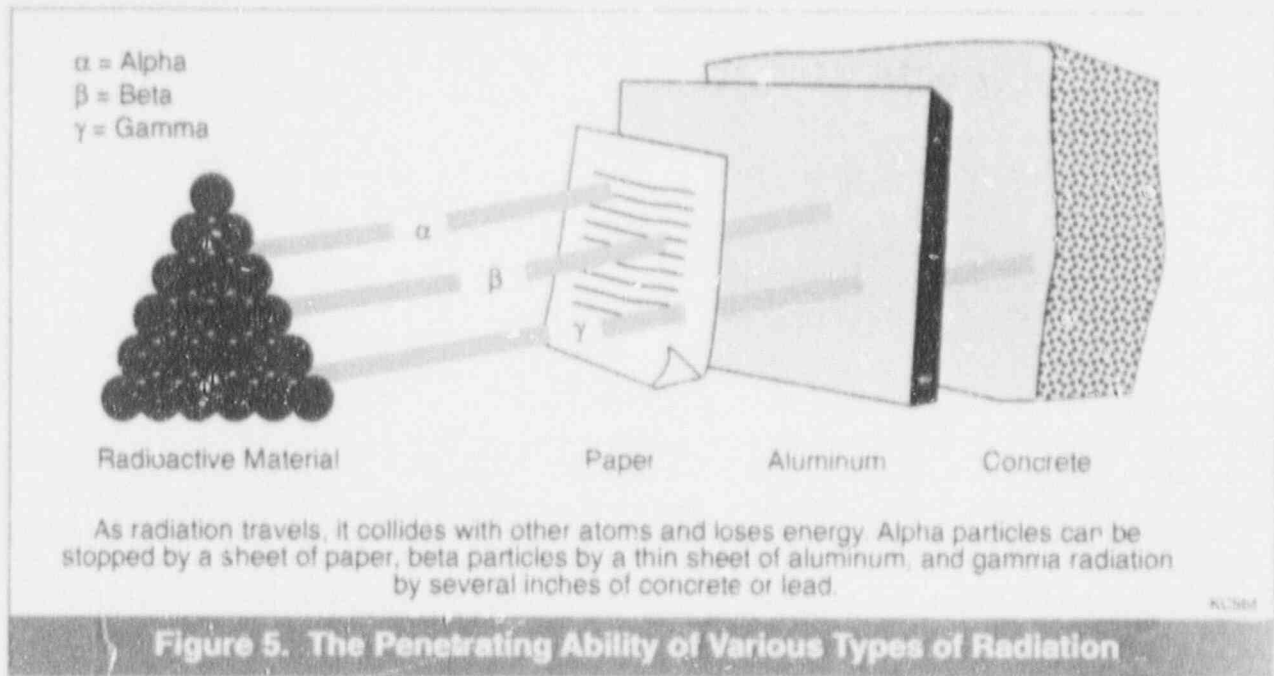 α = Alpha
β = Beta
γ = Gamma
α
β
γ
Radioactive Material
Paper
Aluminum
Concrete
As radiation travels, it collides with other atoms and loses energy. Alpha particles can be
stopped by a sheet of paper, beta particles by a thin sheet of aluminum, and gamma radiation
by several inches of concrete or lead.
Figure 5. The Penetrating Ability of Various Types of Radiation